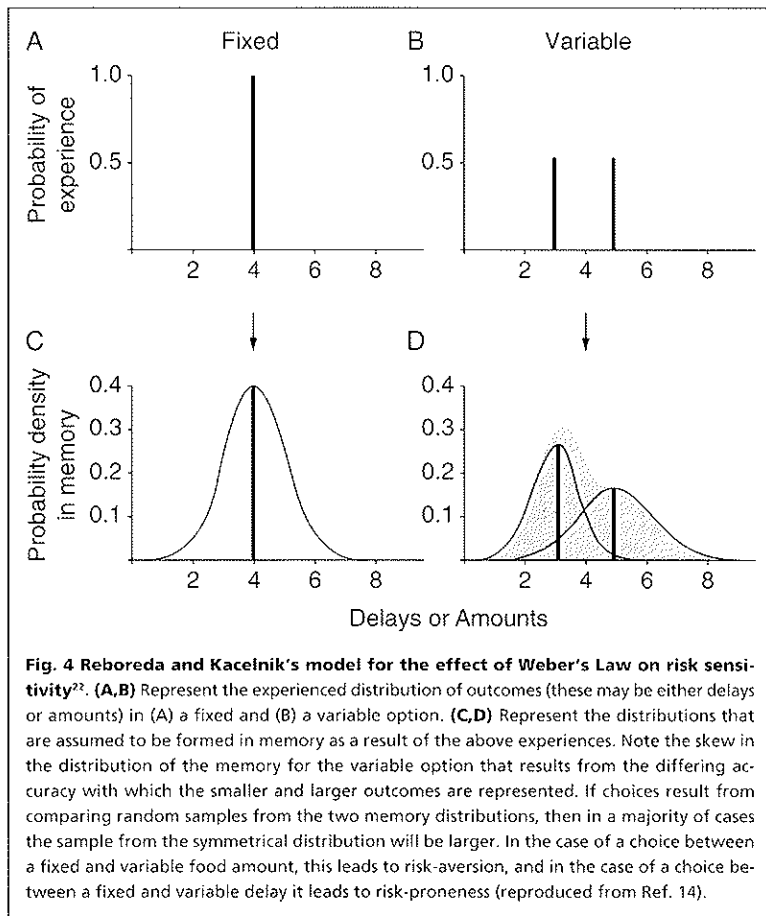 A
Fixed
B
Variable
Probability of
experience
1.0
0.5
2 4 6 8
1.0
0.5
2 4 6 8
C
D
Probability density
in memory
0.4
0.3
0.2
0.1
2 4 6 8
0.4
0.3
0.2
0.1
2 4 6 8
Delays or Amounts
Fig. 4 Reboreda and Kacelnik's model for the effect of Weber's Law on risk sensi-
tivity²². (A,B) Represent the experienced distribution of outcomes (these may be either delays
or amounts) in (A) a fixed and (B) a variable option. (C,D) Represent the distributions that
are assumed to be formed in memory as a result of the above experiences. Note the skew in
the distribution of the memory for the variable option that results from the differing ac-
curacy with which the smaller and larger outcomes are represented. If choices result from
comparing random samples from the two memory distributions, then in a majority of cases
the sample from the symmetrical distribution will be larger. In the case of a choice between
a fixed and variable food amount, this leads to risk-aversion, and in the case of a choice be-
tween a fixed and variable delay it leads to risk-proneness (reproduced from Ref. 14).